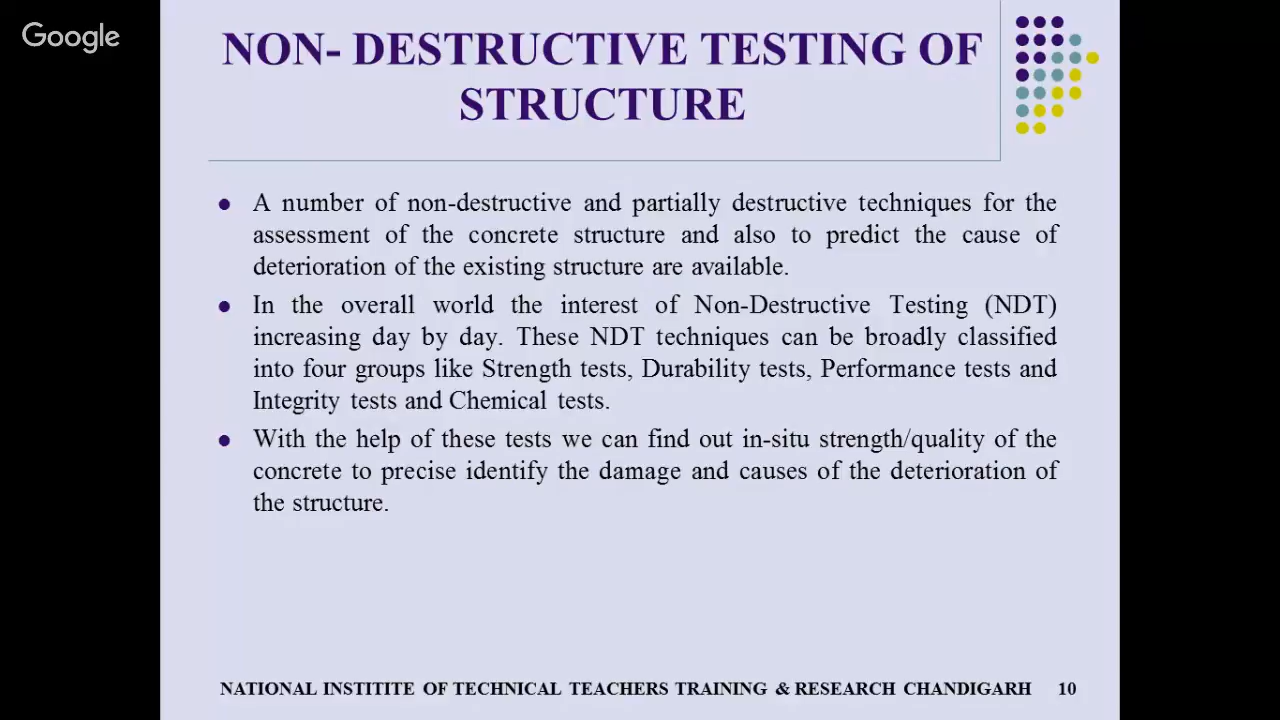 Google
NON- DESTRUCTIVE TESTING OF
STRUCTURE
A number of non-destructive and partially destructive techniques for the
assessment of the concrete structure and also to predict the cause of
deterioration of the existing structure are available.
In the overall world the interest of Non-Destructive Testing (NDT)
increasing day by day. These NDT techniques can be broadly classified
into four groups like Strength tests, Durability tests, Performance tests and
Integrity tests and Chemical tests.
With the help of these tests we can find out in-situ strength/quality of the
concrete to precise identify the damage and causes of the deterioration of
the structure.
NATIONAL INSTITITE OF TECHNICAL TEACHERS TRAINING & RESEARCH CHANDIGARH 10